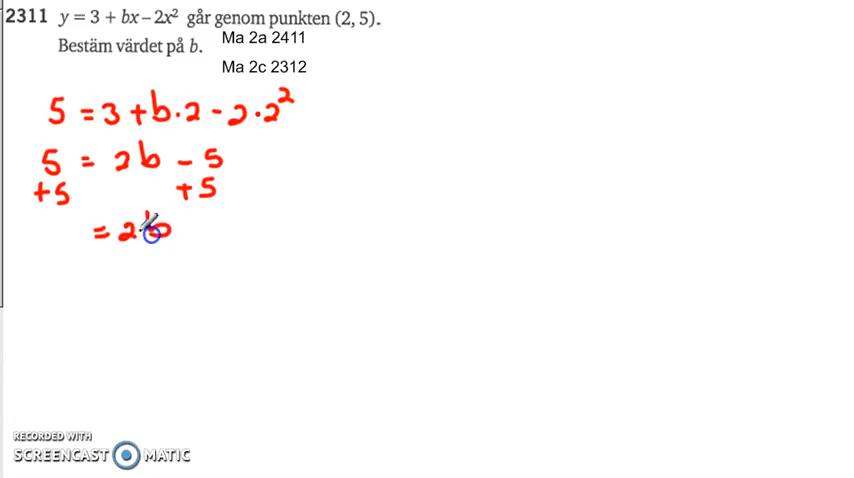 2311 y = 3 + bx – 2x² går genom punkten (2, 5).
Bestäm värdet på b.
Ma 2a 2411
Ma 2c 2312
5 = 3 + b · 2 - 2 · 2²
5 = 2b - 5
+5 +5
= 2b
RECORDED WITH
SCREENCAST MATIC